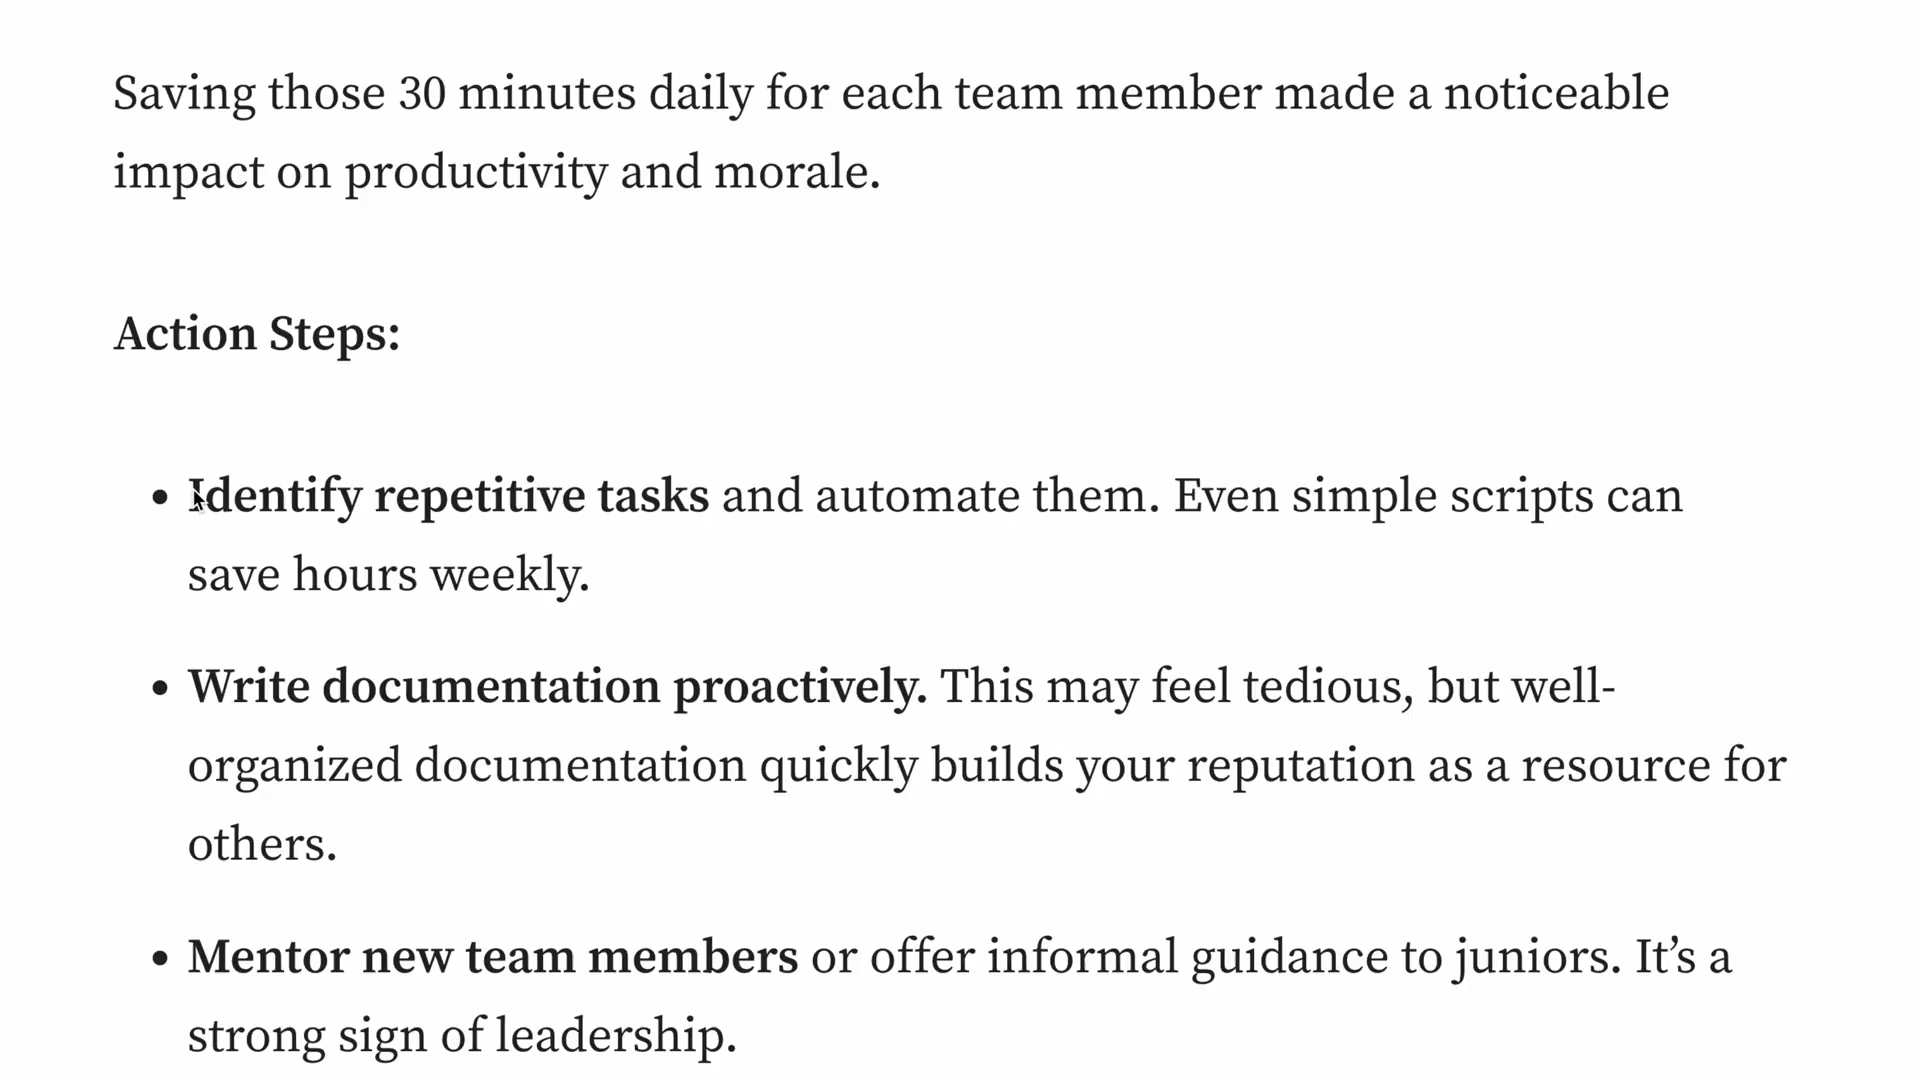 Saving those 30 minutes daily for each team member made a noticeable
impact on productivity and morale.
Action Steps:
• Identify repetitive tasks and automate them. Even simple scripts can
save hours weekly.
• Write documentation proactively. This may feel tedious, but well-
organized documentation quickly builds your reputation as a resource for
others.
• Mentor new team members or offer informal guidance to juniors. It’s a
strong sign of leadership.